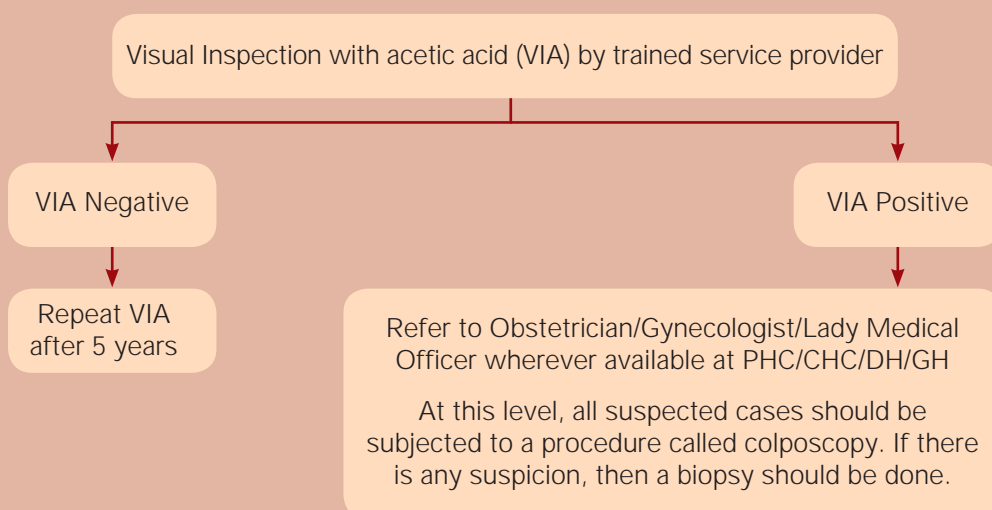 Visual Inspection with acetic acid (VIA) by trained service provider
VIA Negative
VIA Positive
Repeat VIA
after 5 years
Refer to Obstetrician/Gynecologist/Lady Medical
Officer wherever available at PHC/CHC/DH/GH
At this level, all suspected cases should be
subjected to a procedure called colposcopy. If there
is any suspicion, then a biopsy should be done.